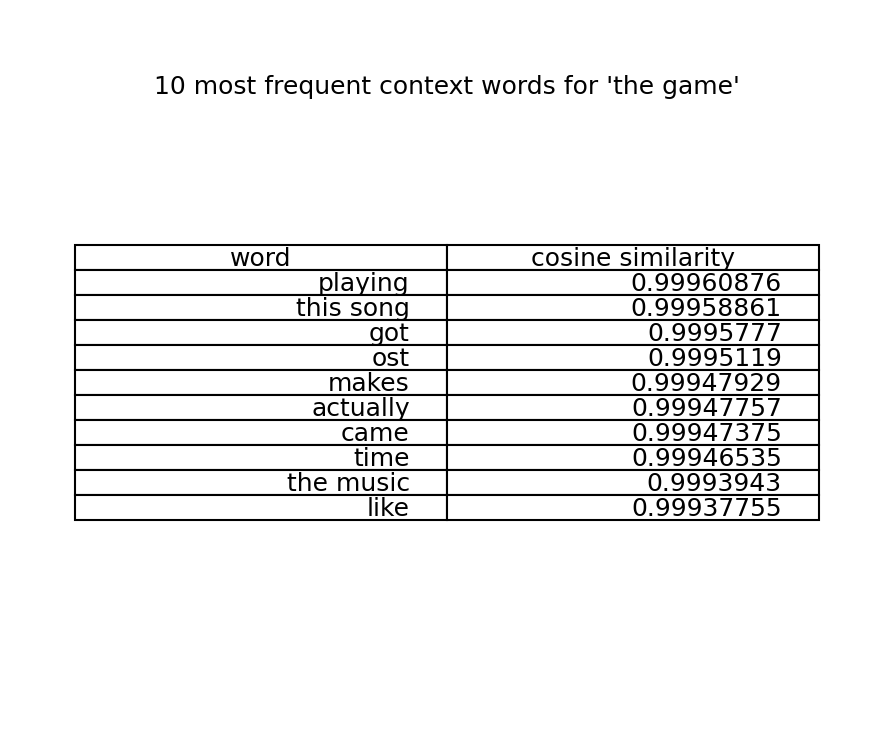 10 most frequent context words for 'the game'
word cosine similarity
playing 0.99960876
this song 0.99958861
got 0.9995777
ost 0.9995119
makes 0.99947929
actually 0.99947757
came 0.99947375
time 0.99946535
the music 0.9993943
like 0.99937755